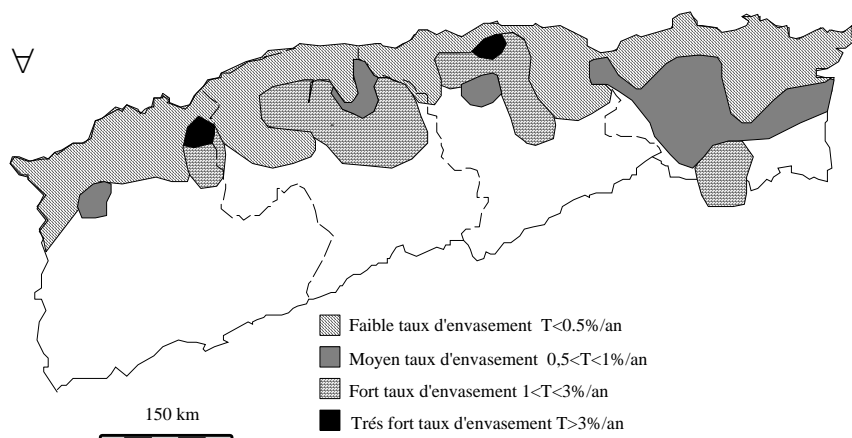 Faible taux d'envasement T<0.5%/an
Moyen taux d'envasement 0,5<T<1%/an
Fort taux d'envasement 1<T<3%/an
150 km
Trés fort taux d'envasement T>3%/an